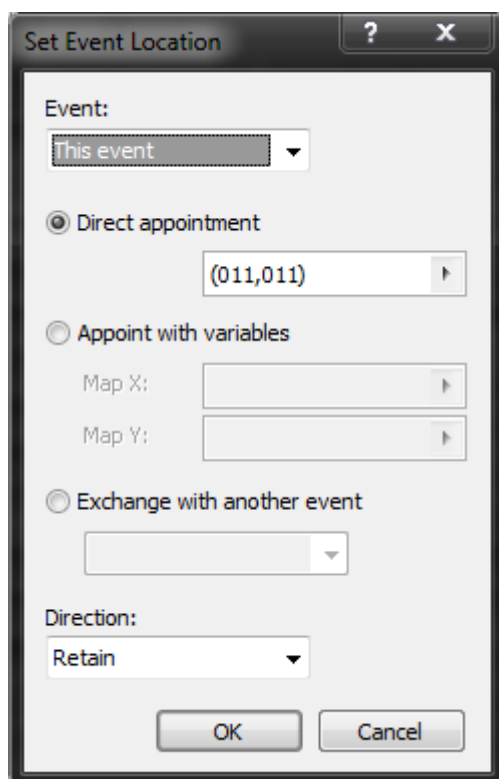 Set Event Location ? x
Event:
This event
Direct appointment
(011,011)
Appoint with variables
Map X:
Map Y:
Exchange with another event
Direction:
Retain
OK Cancel